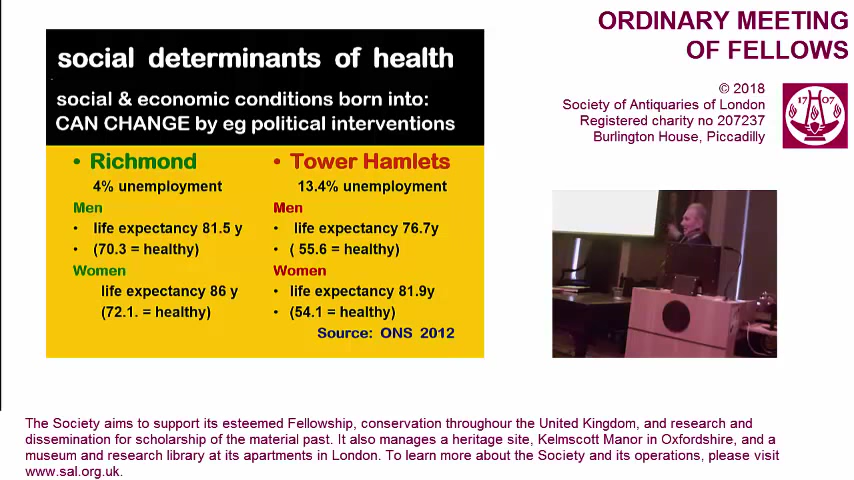 social determinants of health
social & economic conditions born into:
CAN CHANGE by eg political interventions
• Richmond
4% unemployment
Men
• life expectancy 81.5 y
• (70.3 = healthy)
Women
life expectancy 86 y
(72.1. = healthy)
• Tower Hamlets
13.4% unemployment
Men
• life expectancy 76.7y
• ( 55.6 = healthy)
Women
• life expectancy 81.9y
• (54.1 = healthy)
Source: ONS 2012
ORDINARY MEETING
OF FELLOWS
© 2018
Society of Antiquaries of London
Registered charity no 207237
Burlington House, Piccadilly
17 07
The Society aims to support its esteemed Fellowship, conservation throughour the United Kingdom, and research and
dissemination for scholarship of the material past. It also manages a heritage site, Kelmscott Manor in Oxfordshire, and a
museum and research library at its apartments in London. To learn more about the Society and its operations, please visit
www.sal.org.uk.